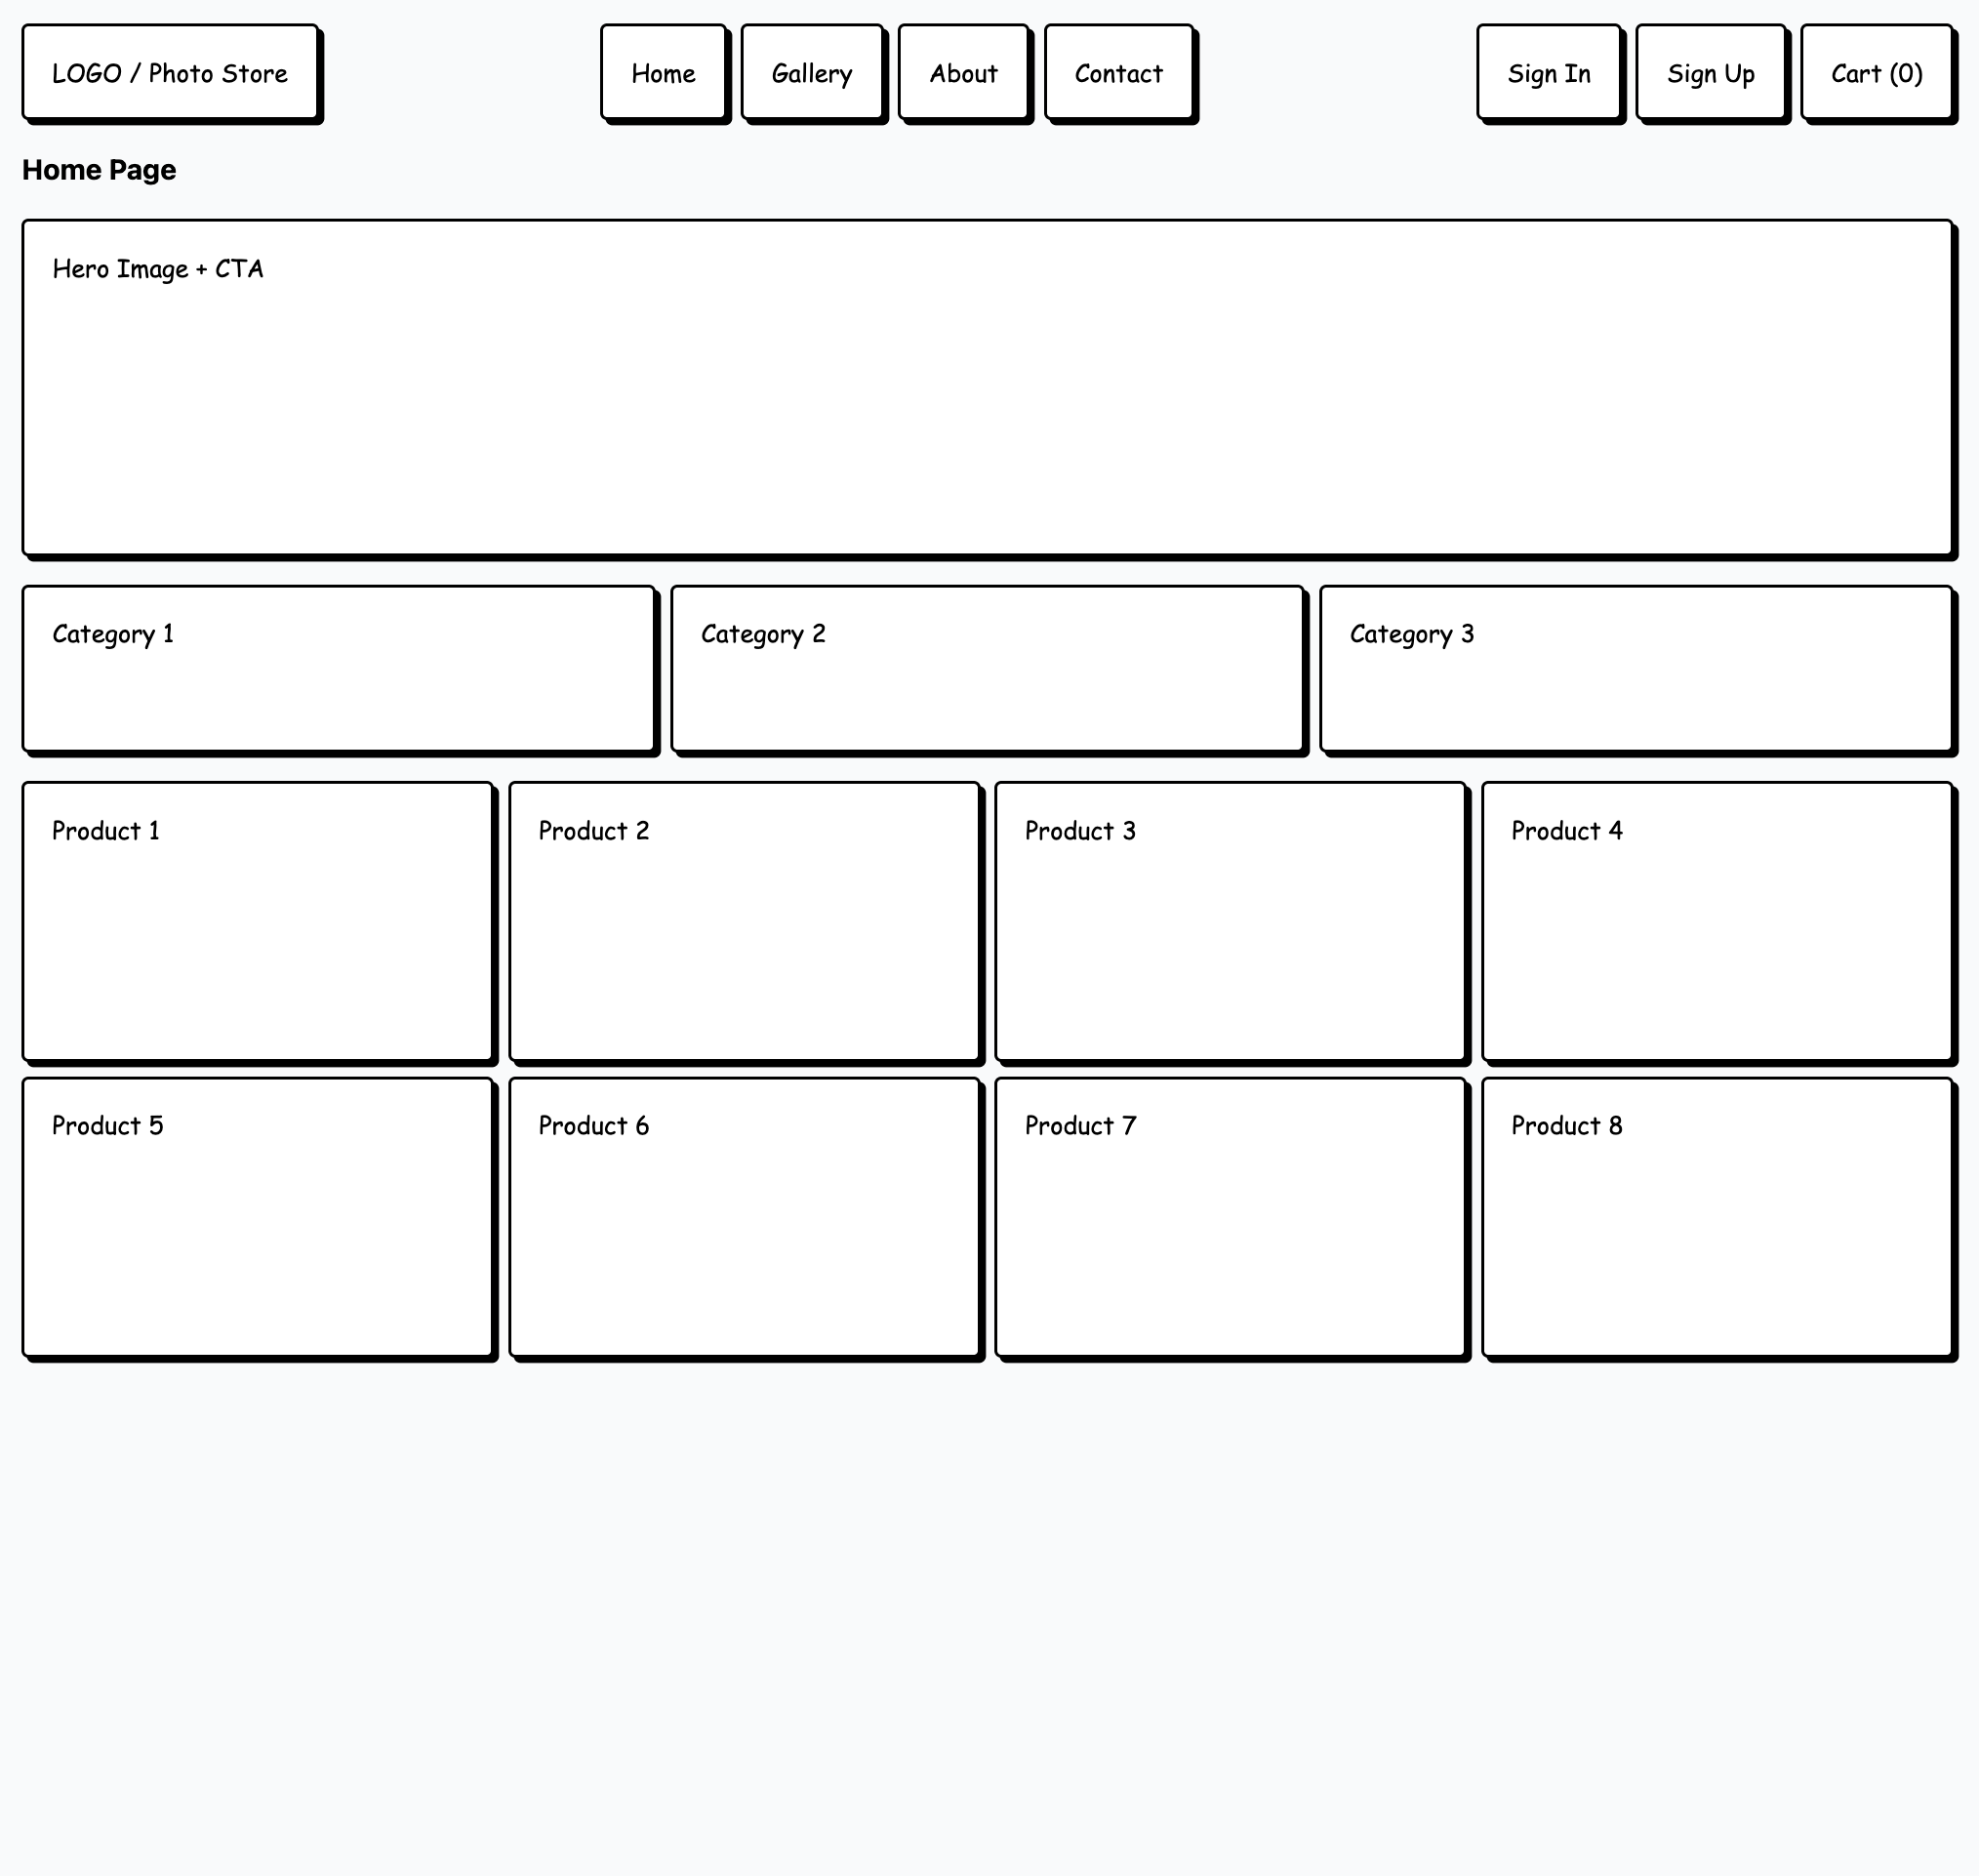 LOGO / Photo Store
Home
Gallery
About
Contact
Sign In
Sign Up
Cart (0)
Home Page
Hero Image + CTA
Category 1
Category 2
Category 3
Product 1
Product 2
Product 3
Product 4
Product 5
Product 6
Product 7
Product 8